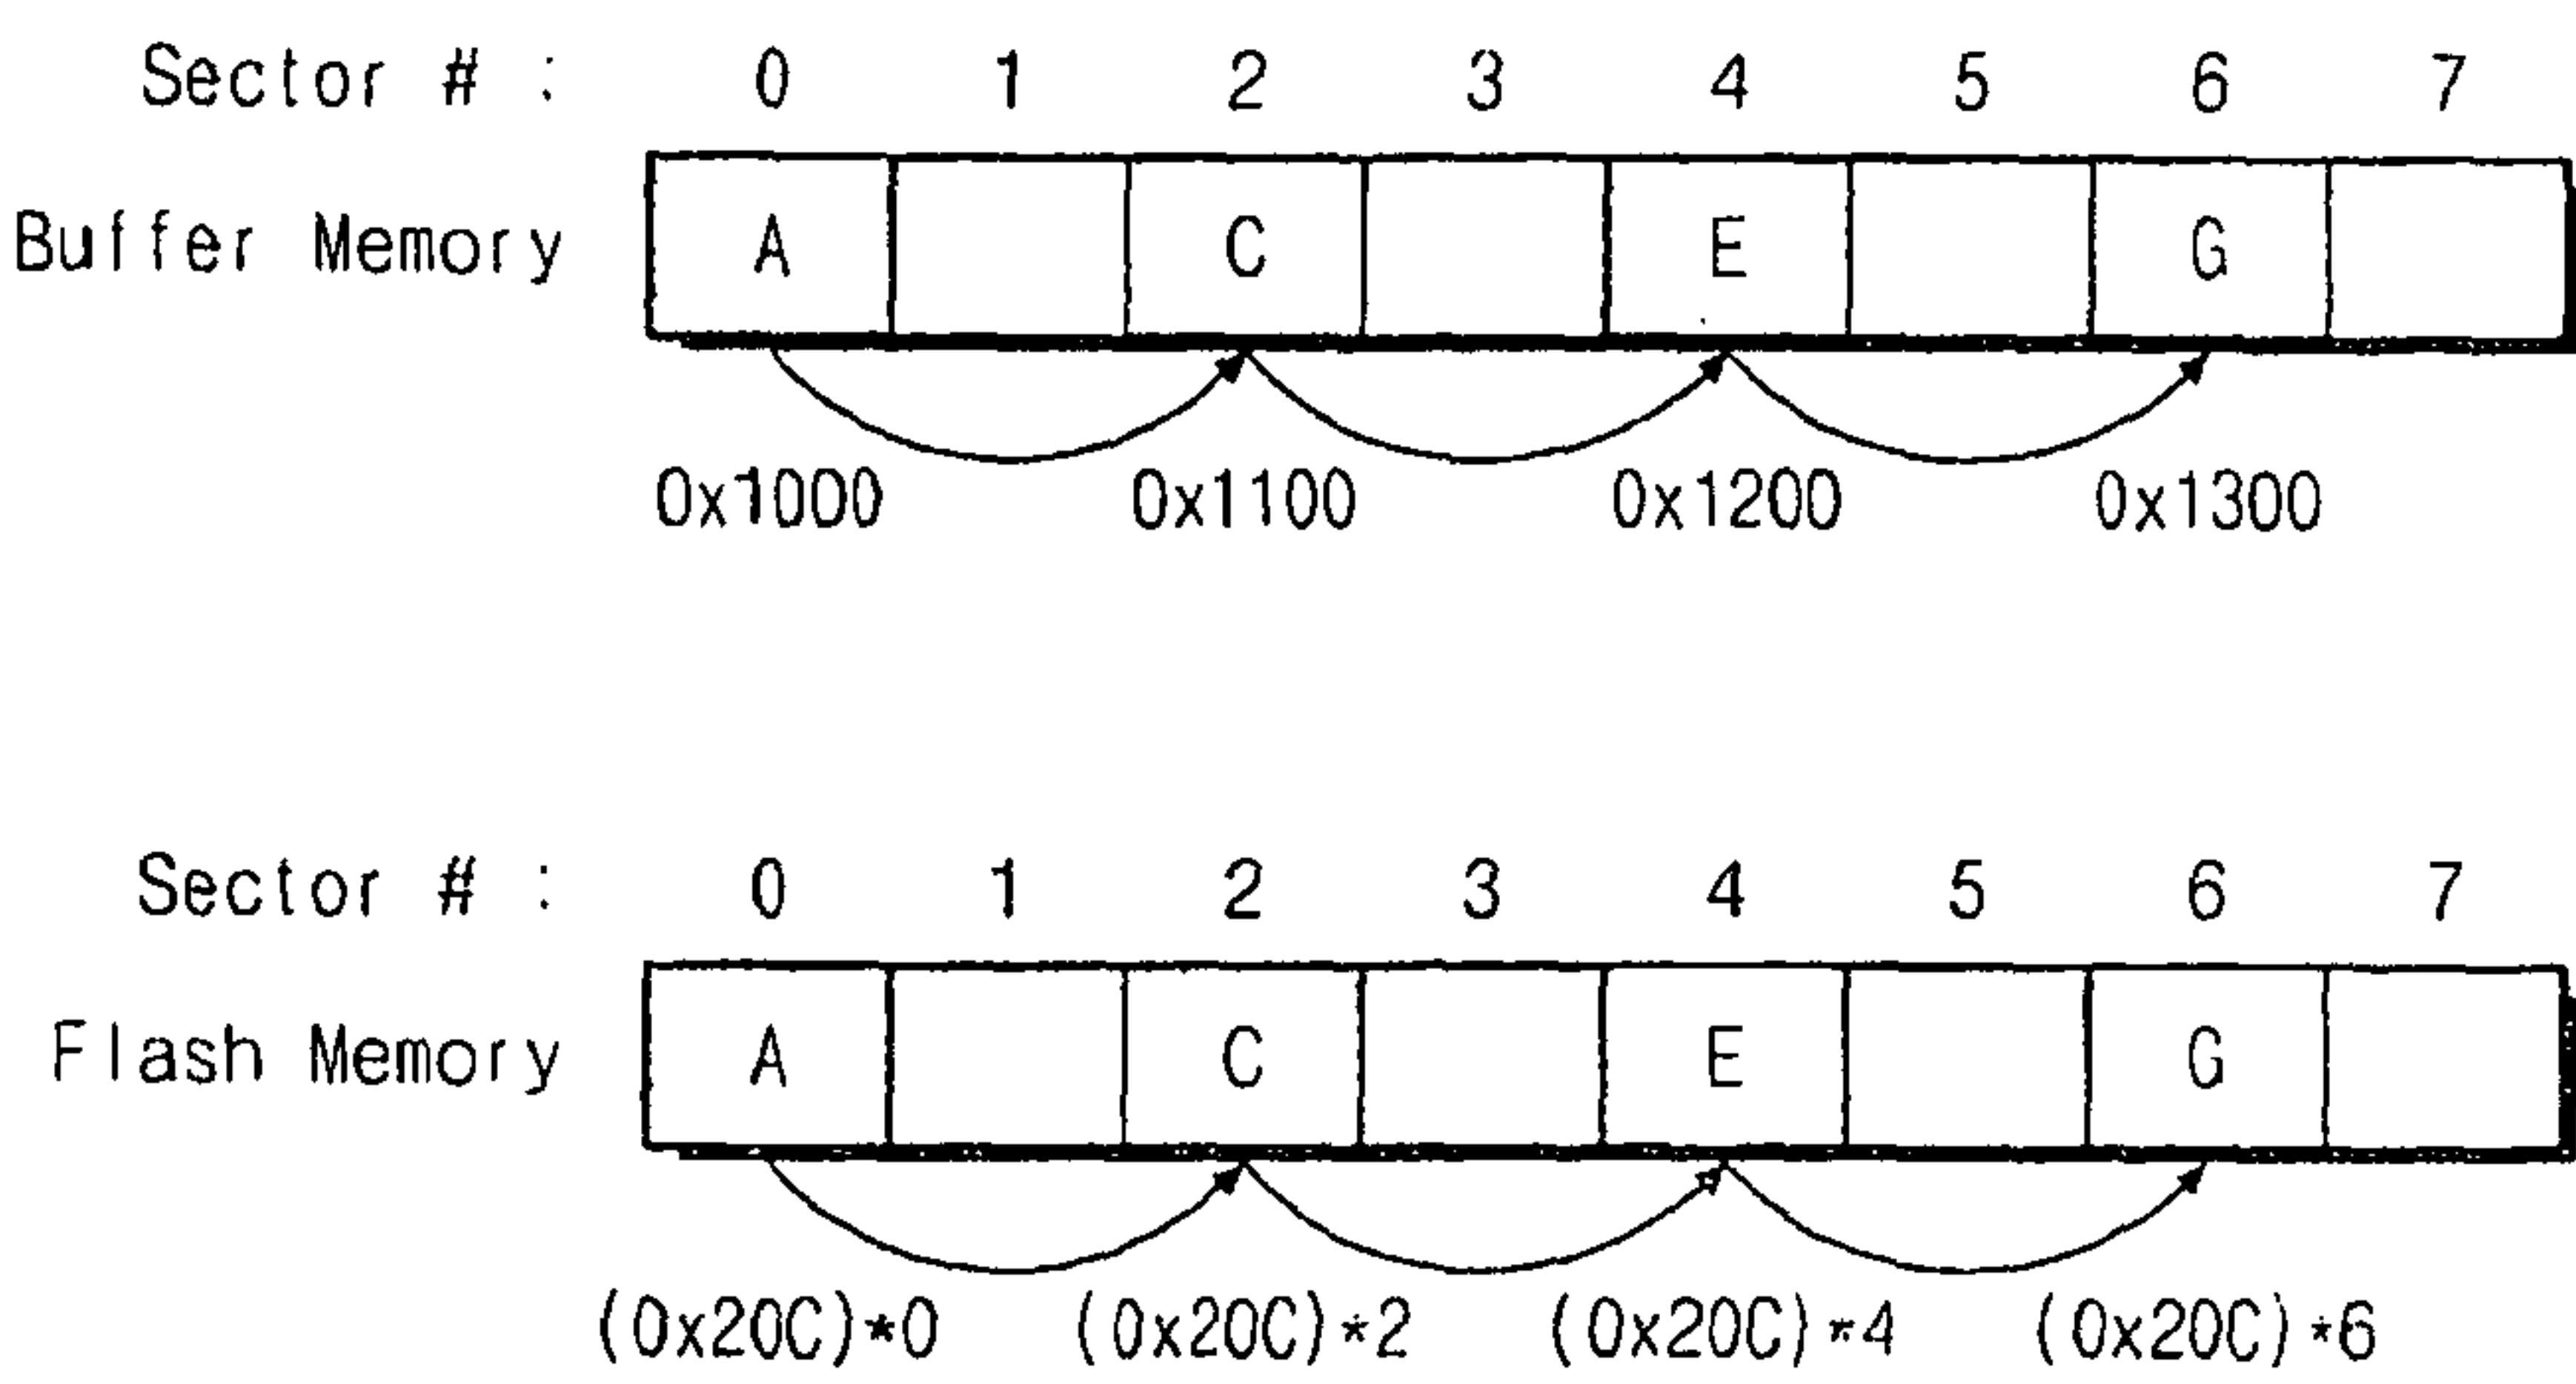 Sector # : 0 1 2 3 4 5 6 7
Buffer Memory A C E G
0x1000 0x1100 0x1200 0x1300
Sector # : 0 1 2 3 4 5 6 7
Flash Memory A C E G
(0x20C)*0 (0x20C)*2 (0x20C)*4 (0x20C)*6